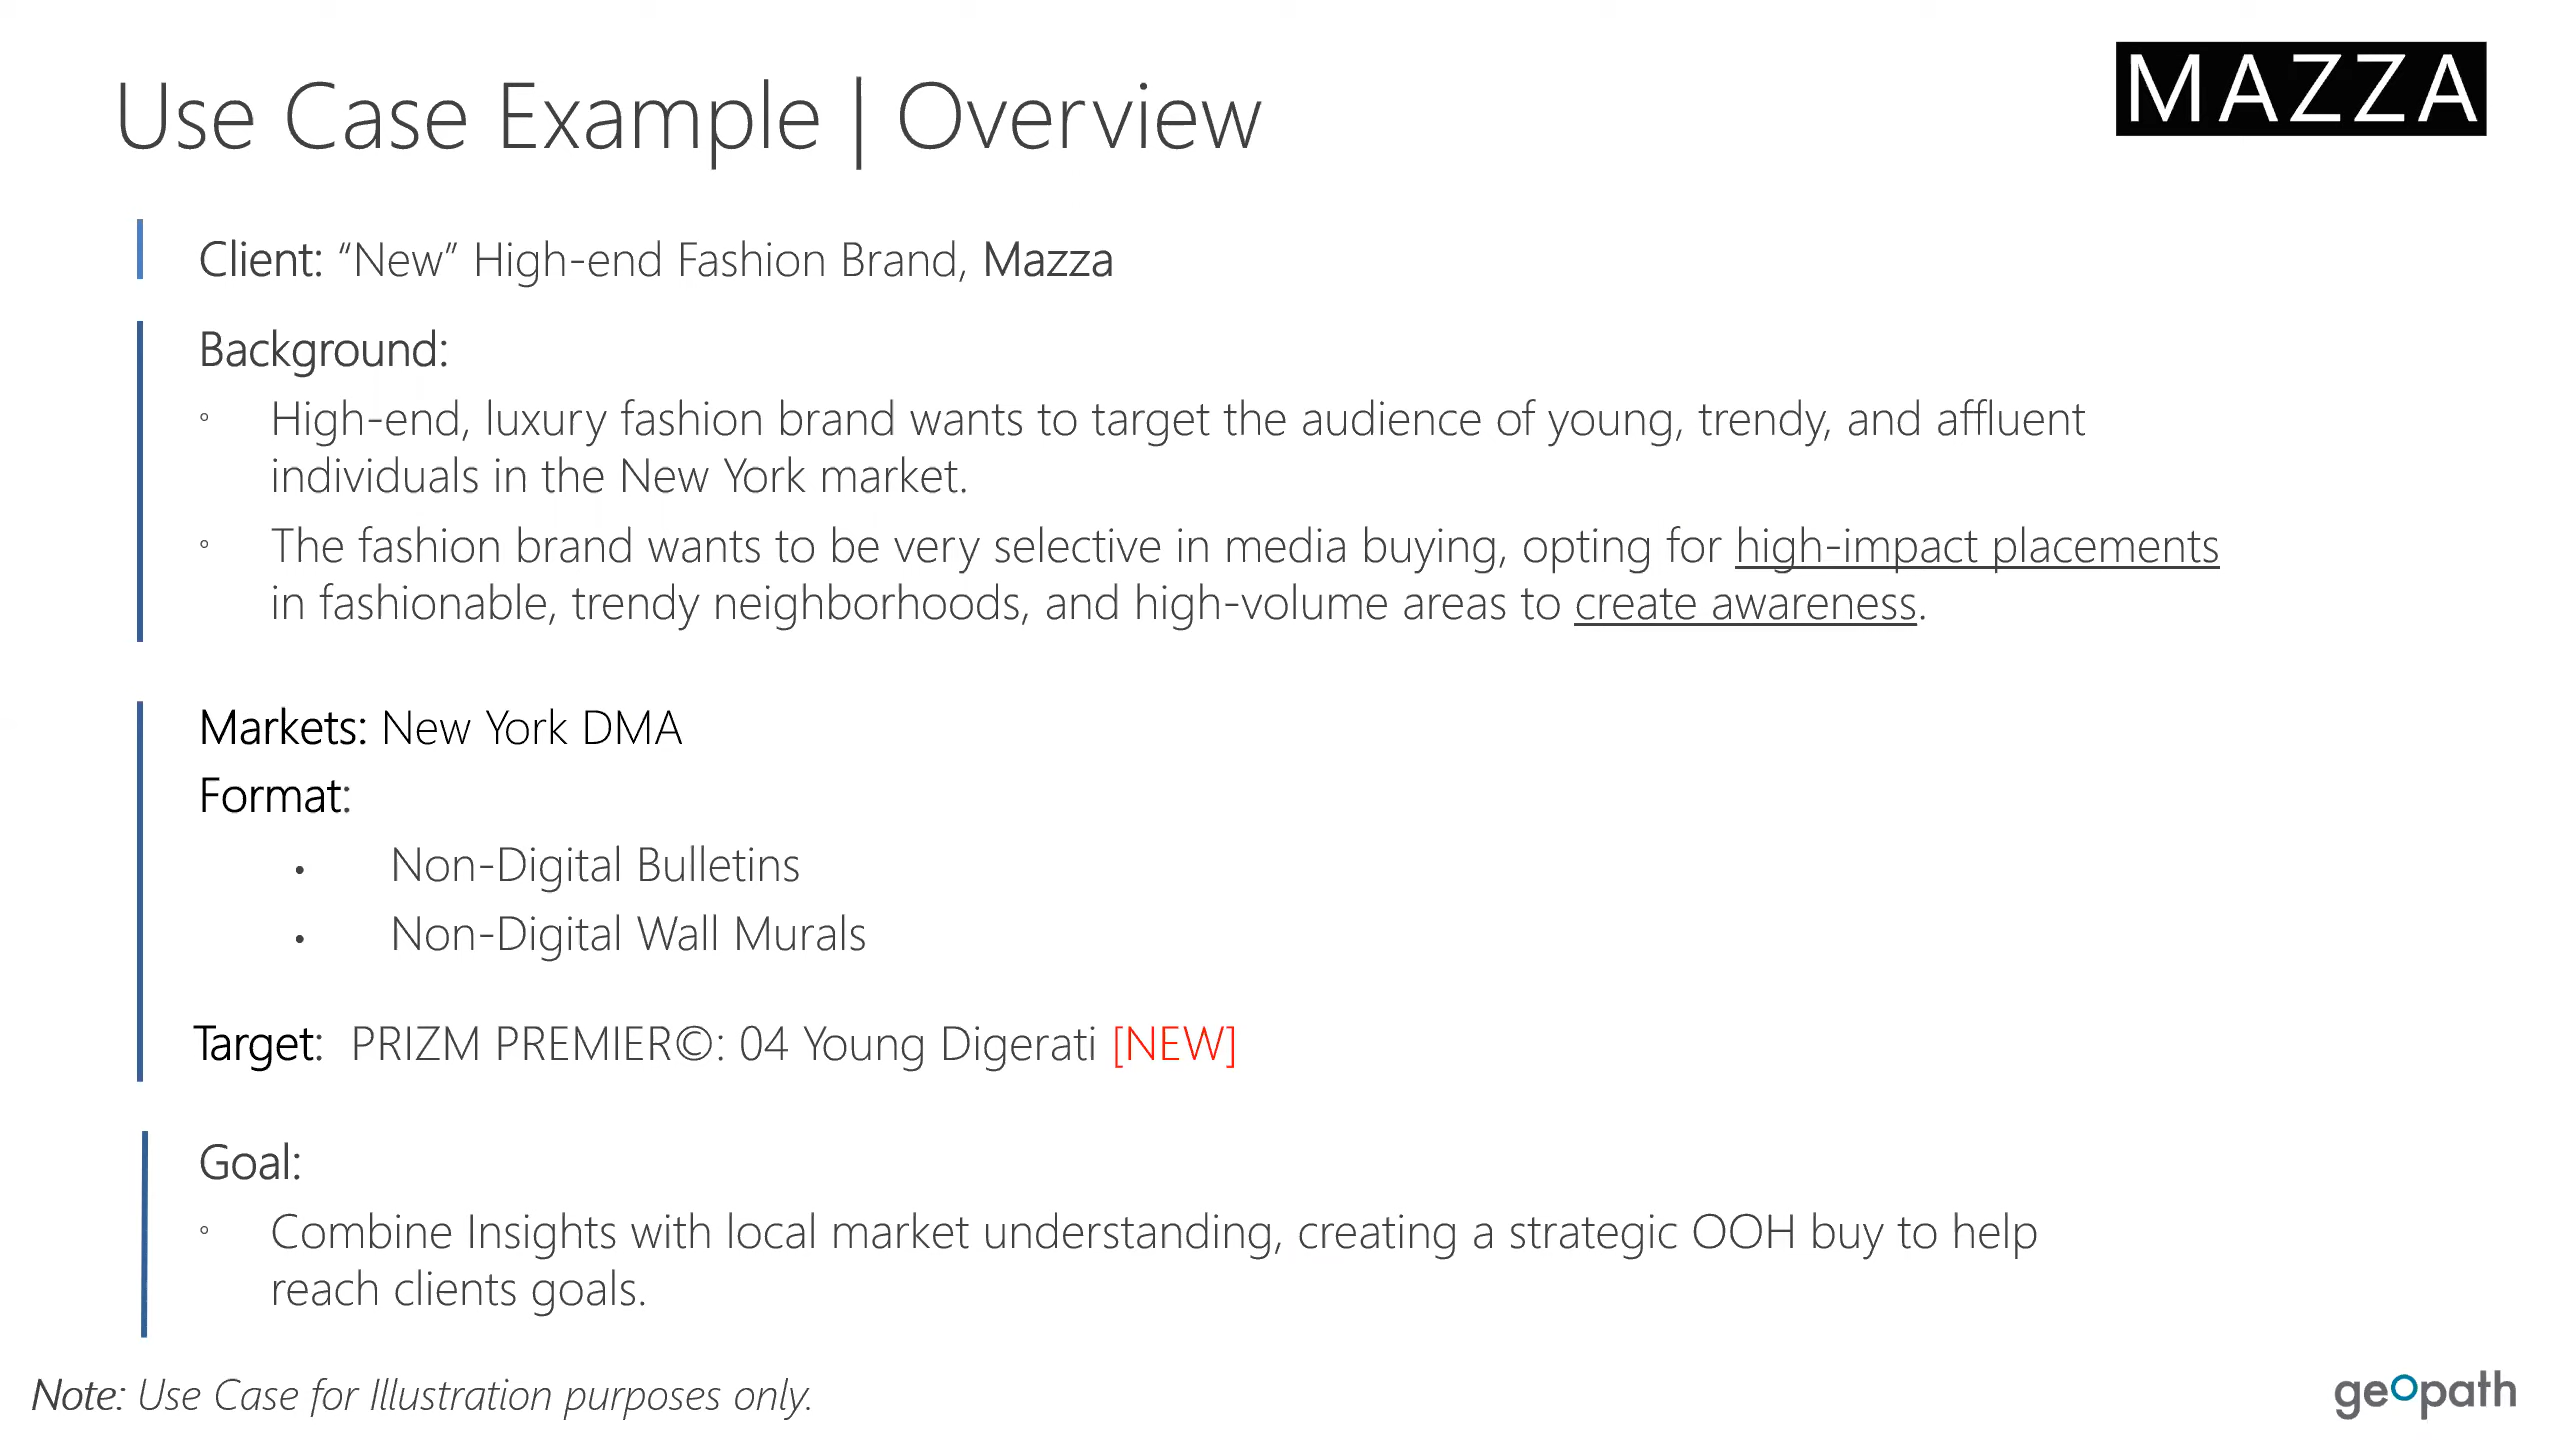 Use Case Example | Overview
MAZZA
Client: “New” High-end Fashion Brand, Mazza
Background:
◦ High-end, luxury fashion brand wants to target the audience of young, trendy, and affluent
individuals in the New York market.
◦ The fashion brand wants to be very selective in media buying, opting for high-impact placements
in fashionable, trendy neighborhoods, and high-volume areas to create awareness.
Markets: New York DMA
Format:
• Non-Digital Bulletins
• Non-Digital Wall Murals
Target: PRIZM PREMIER©: 04 Young Digerati [NEW]
Goal:
◦ Combine Insights with local market understanding, creating a strategic OOH buy to help
reach clients goals.
Note: Use Case for Illustration purposes only.
geopath